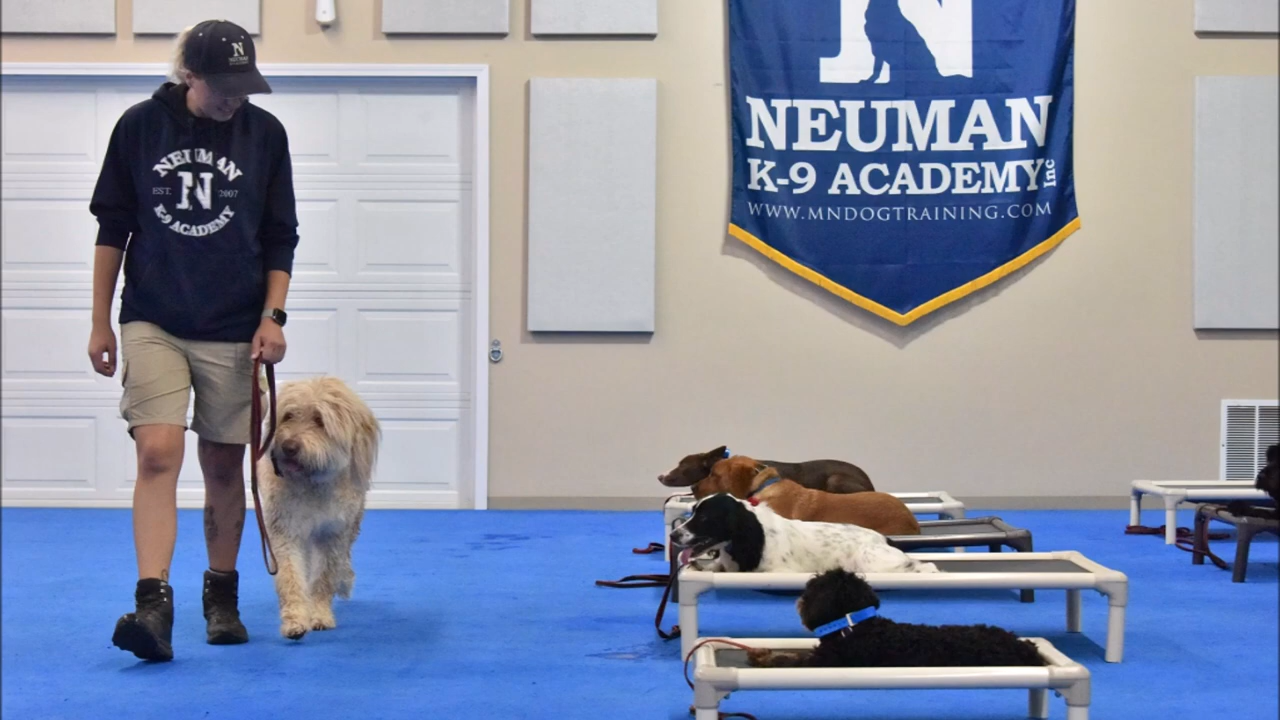 N
NEUMAN
N
EST. 2007
K-9 ACADEMY
N
NEUMAN
K-9 ACADEMY Inc
WWW.MNDOGTRAINING.COM